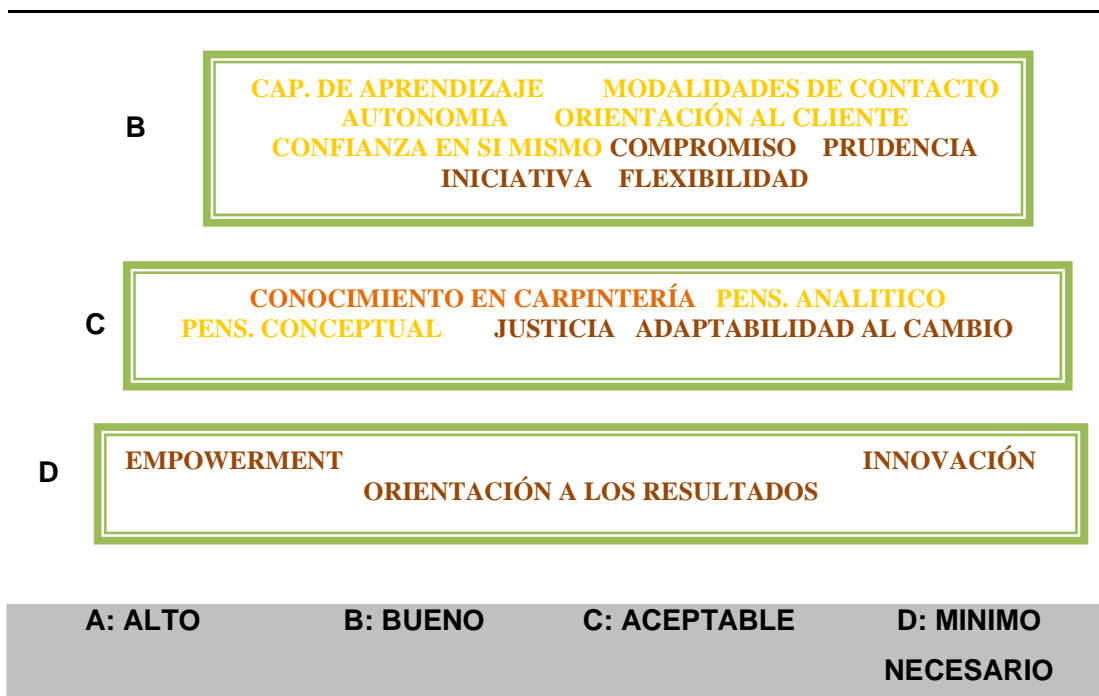 B
CAP. DE APRENDIZAJE MODALIDADES DE CONTACTO
AUTONOMIA ORIENTACIÓN AL CLIENTE
CONFIANZA EN SI MISMO COMPROMISO PRUDENCIA
INICIATIVA FLEXIBILIDAD
C
CONOCIMIENTO EN CARPINTERÍA PENS. ANALITICO
PENS. CONCEPTUAL JUSTICIA ADAPTABILIDAD AL CAMBIO
D
EMPOWERMENT INNOVACIÓN
ORIENTACIÓN A LOS RESULTADOS
A: ALTO B: BUENO C: ACEPTABLE D: MINIMO
NECESARIO